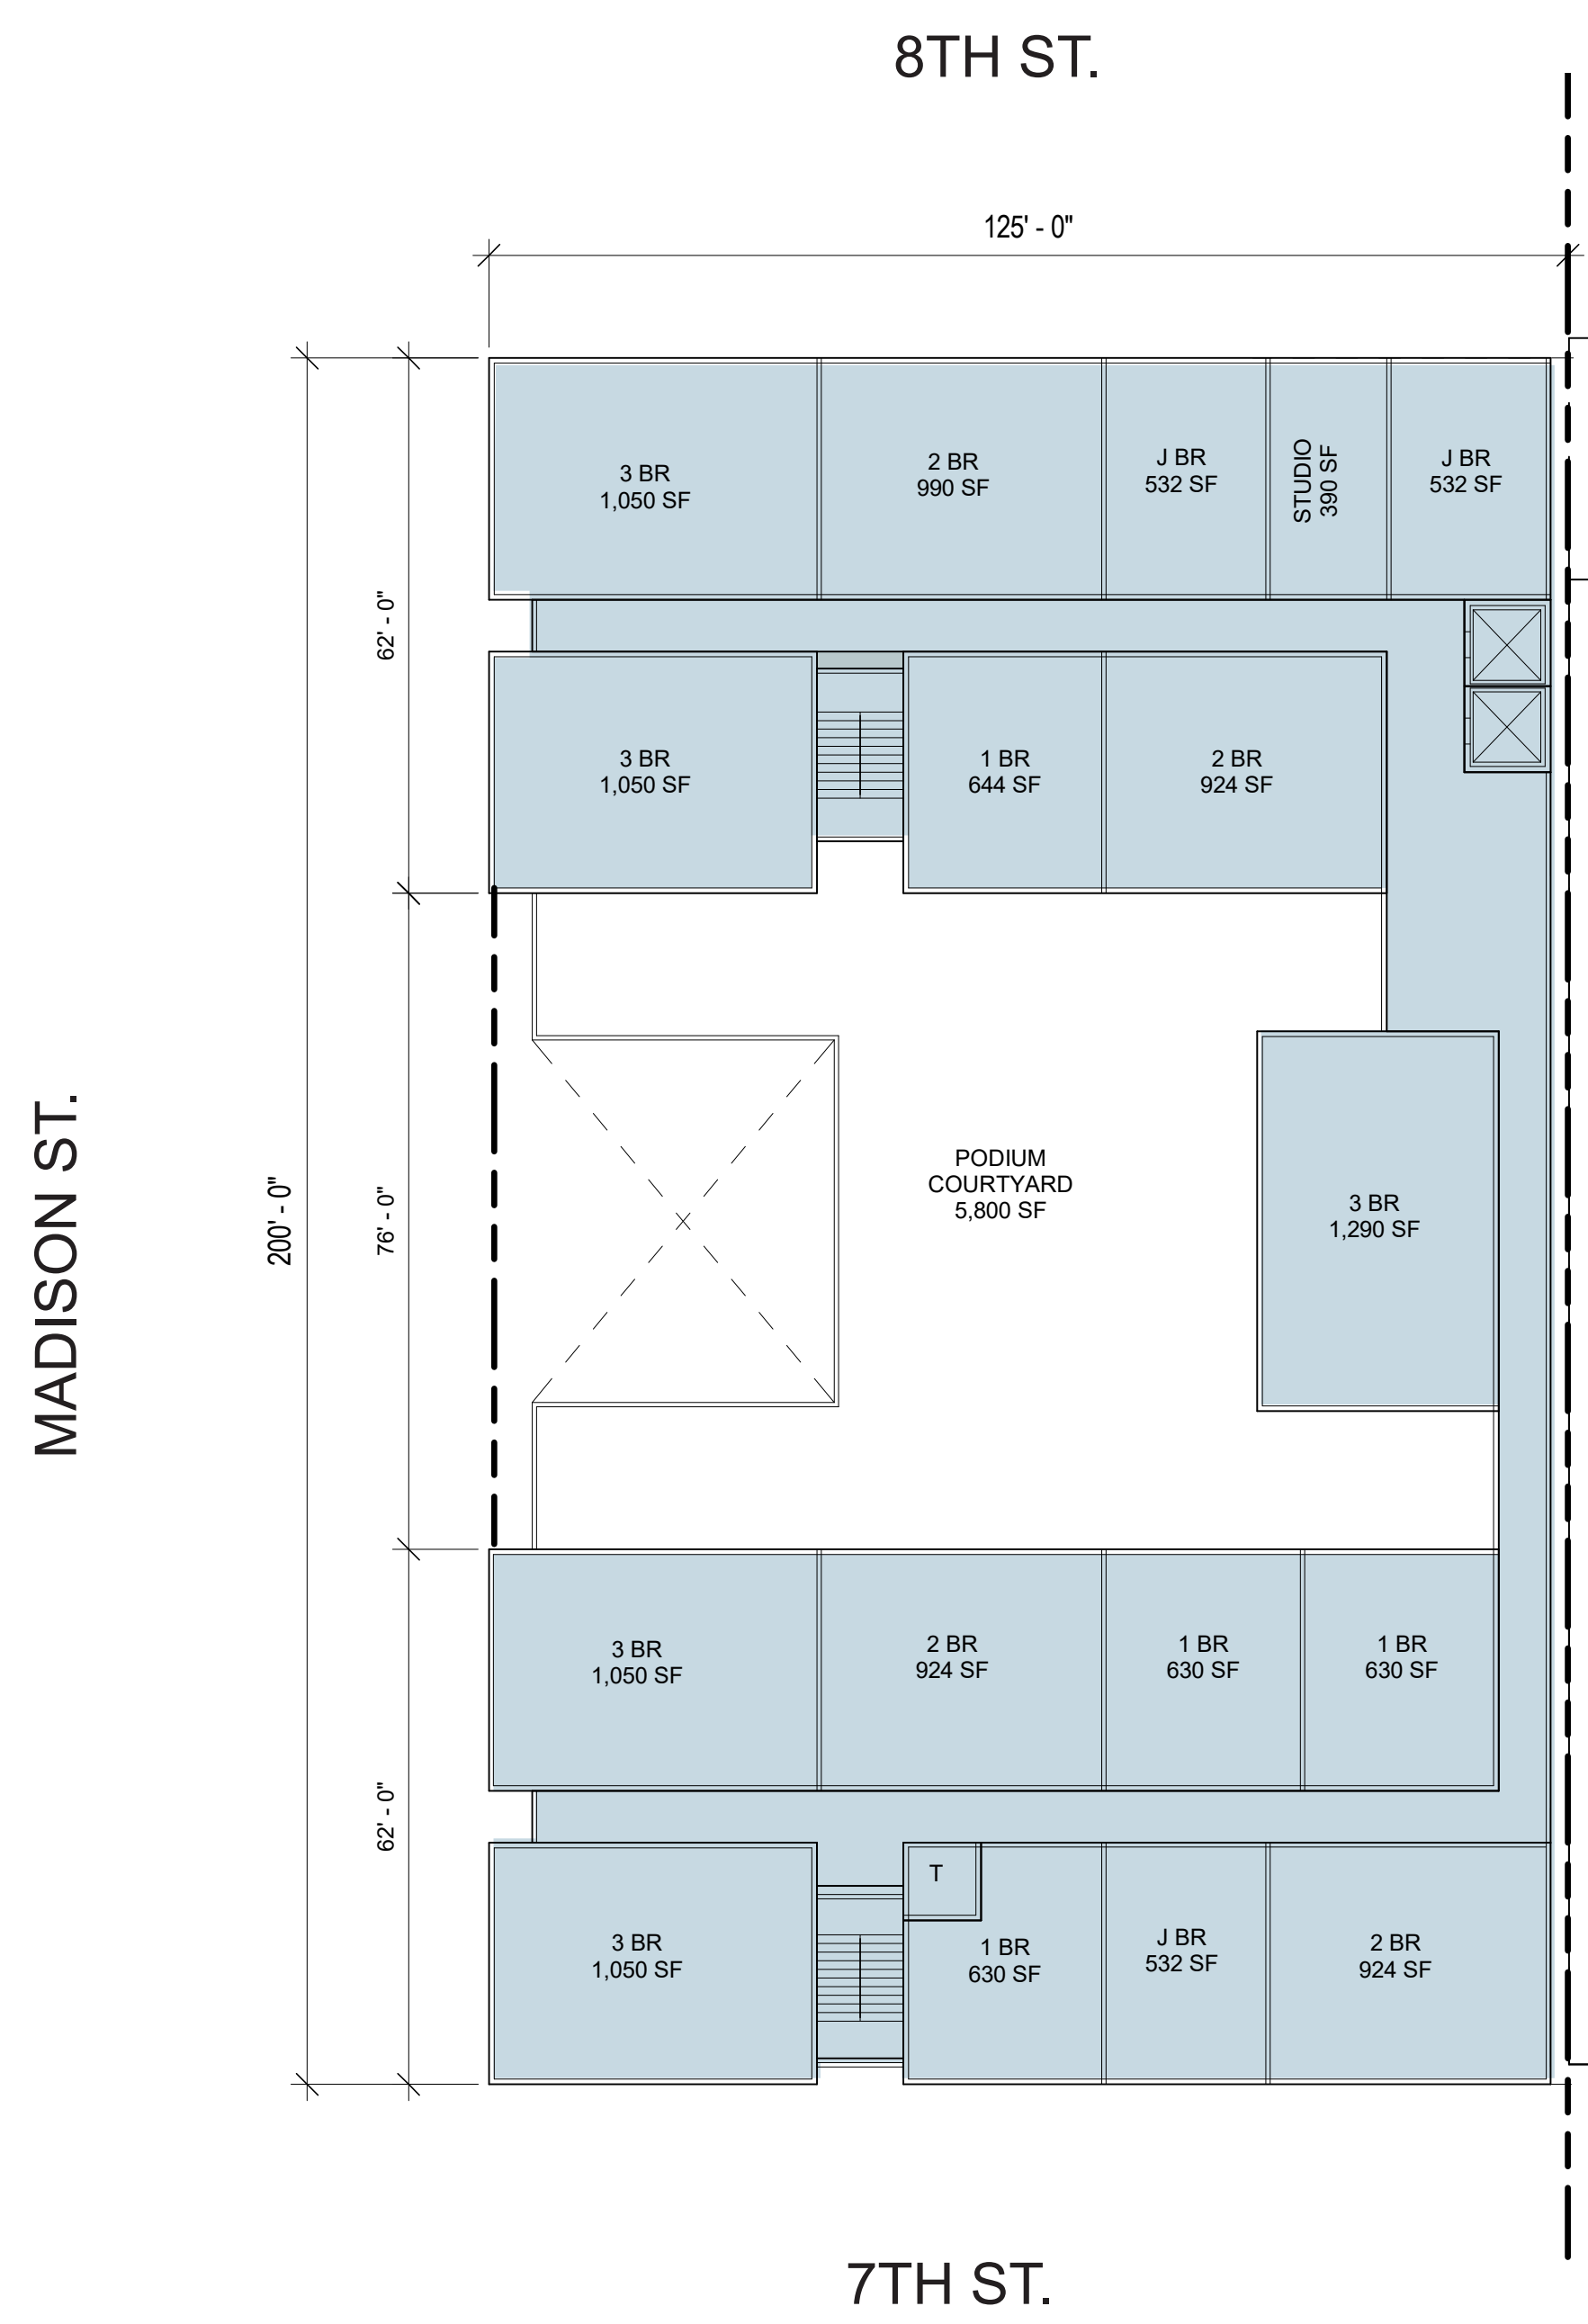 8TH ST.
125' - 0"
3 BR
1,050 SF
2 BR
990 SF
J BR
532 SF
STUDIO
390 SF
J BR
532 SF
62' - 0"
3 BR
1,050 SF
1 BR
644 SF
2 BR
924 SF
MADISON ST.
200' - 0"
76' - 0"
PODIUM
COURTYARD
5,800 SF
3 BR
1,290 SF
3 BR
1,050 SF
2 BR
924 SF
1 BR
630 SF
1 BR
630 SF
62' - 0"
T
3 BR
1,050 SF
1 BR
630 SF
J BR
532 SF
2 BR
924 SF
7TH ST.